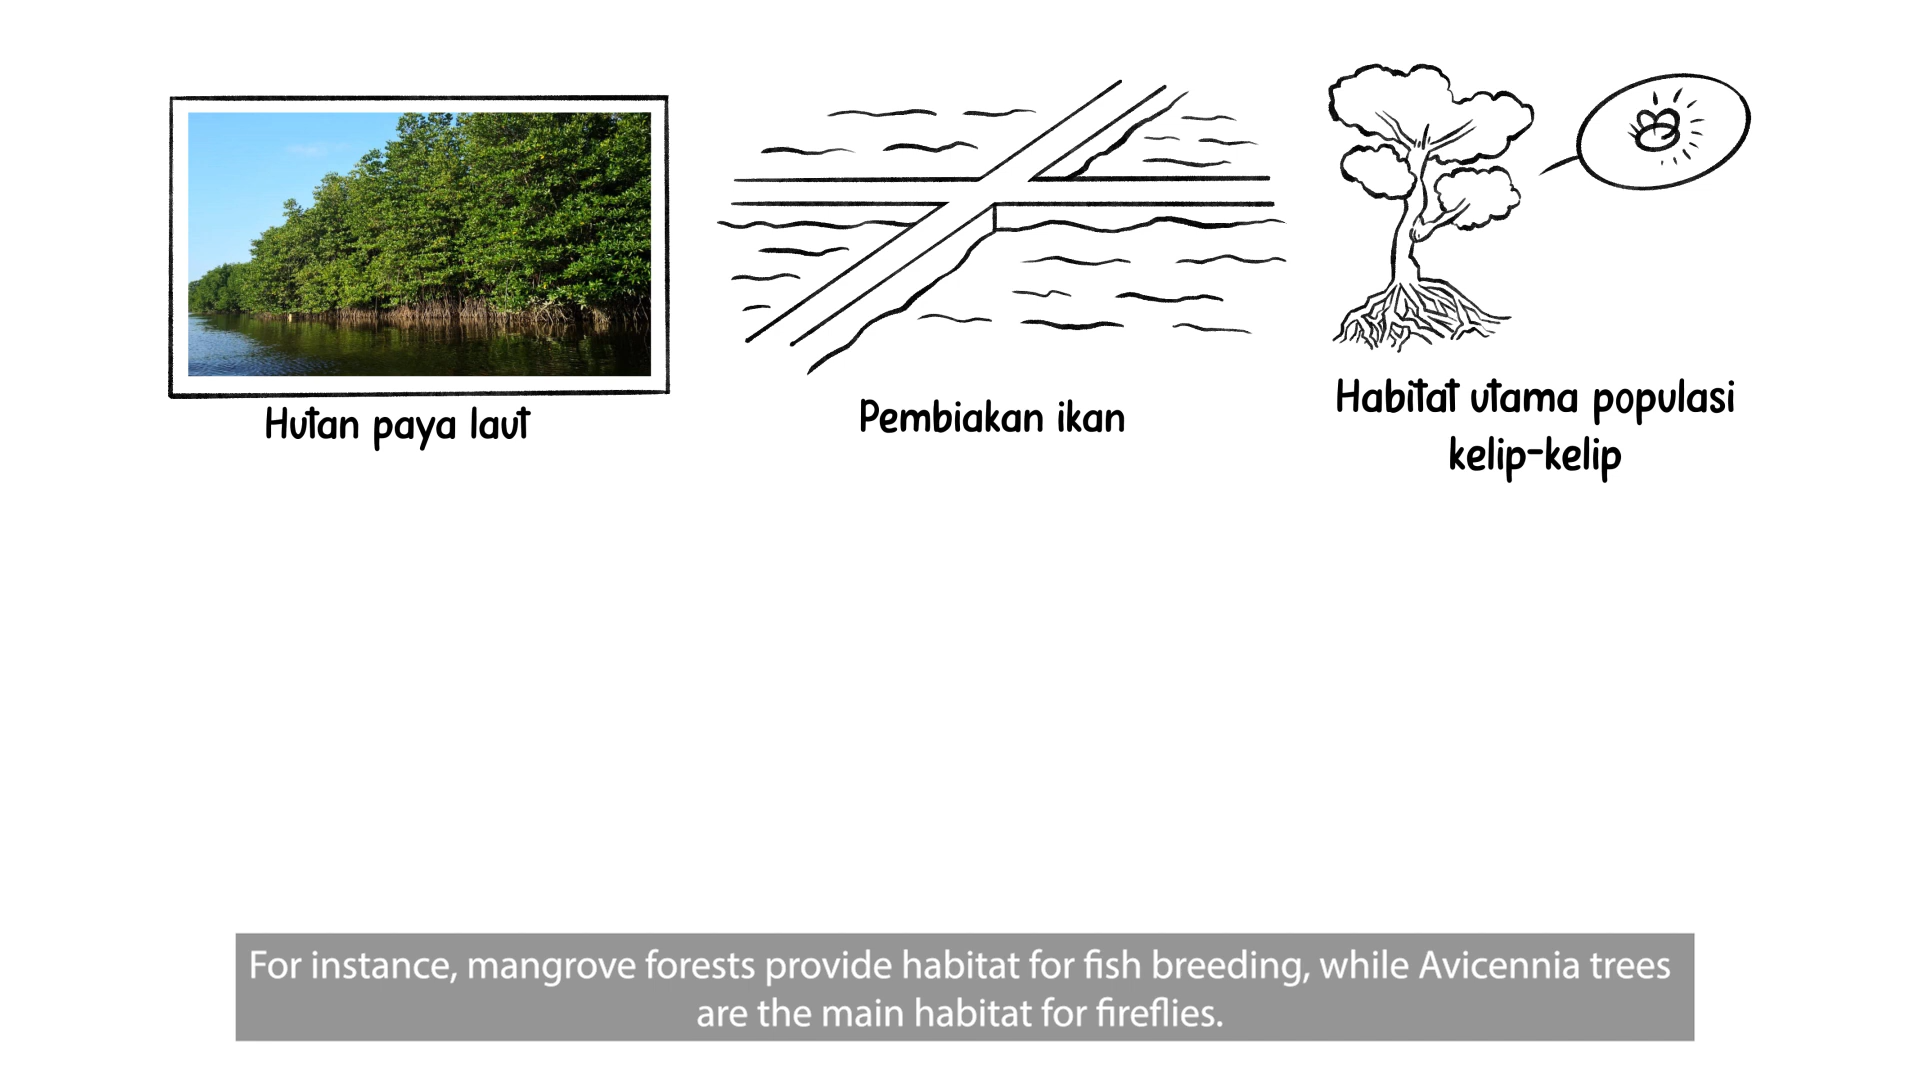 Hutan paya laut
Pembiakan ikan
Habitat utama populasi
kelip-kelip
For instance, mangrove forests provide habitat for fish breeding, while Avicennia trees
are the main habitat for fireflies.